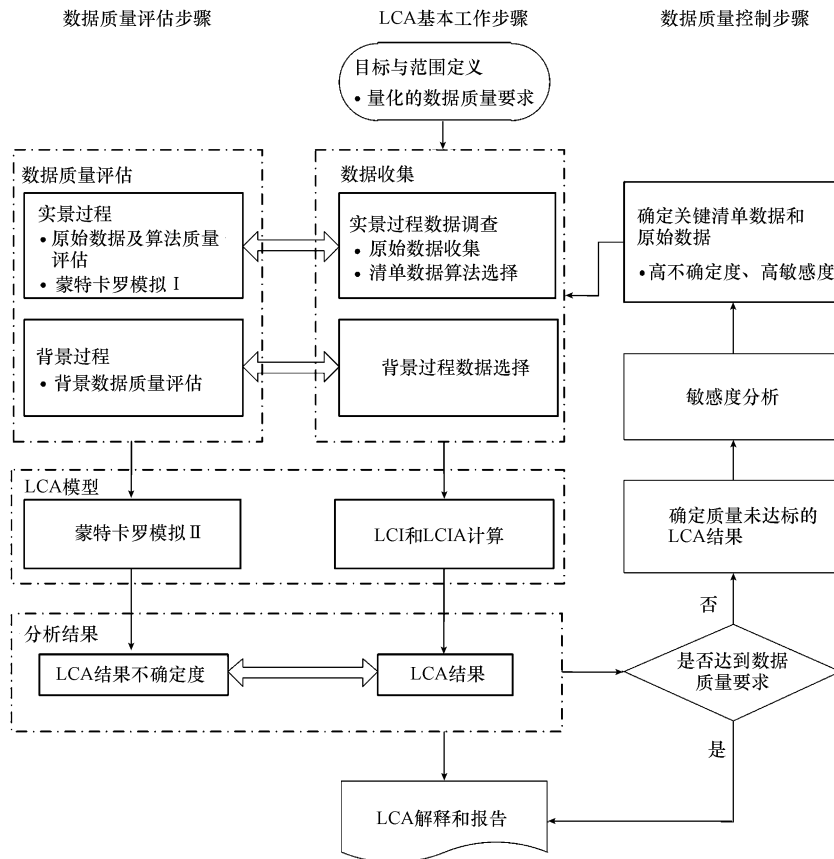 数据质量评估步骤
LCA基本工作步骤
数据质量控制步骤
目标与范围定义
• 量化的数据质量要求
数据质量评估
实景过程
• 原始数据及算法质量
评估
• 蒙特卡罗模拟Ⅰ
背景过程
• 背景数据质量评估
数据收集
实景过程数据调查
• 原始数据收集
• 清单数据算法选择
背景过程数据选择
确定关键清单数据和
原始数据
• 高不确定度、高敏感度
敏感度分析
确定质量未达标的
LCA结果
LCA模型
蒙特卡罗模拟Ⅱ
LCI和LCIA计算
否
分析结果
LCA结果不确定度
LCA结果
是否达到数据
质量要求
是
LCA解释和报告